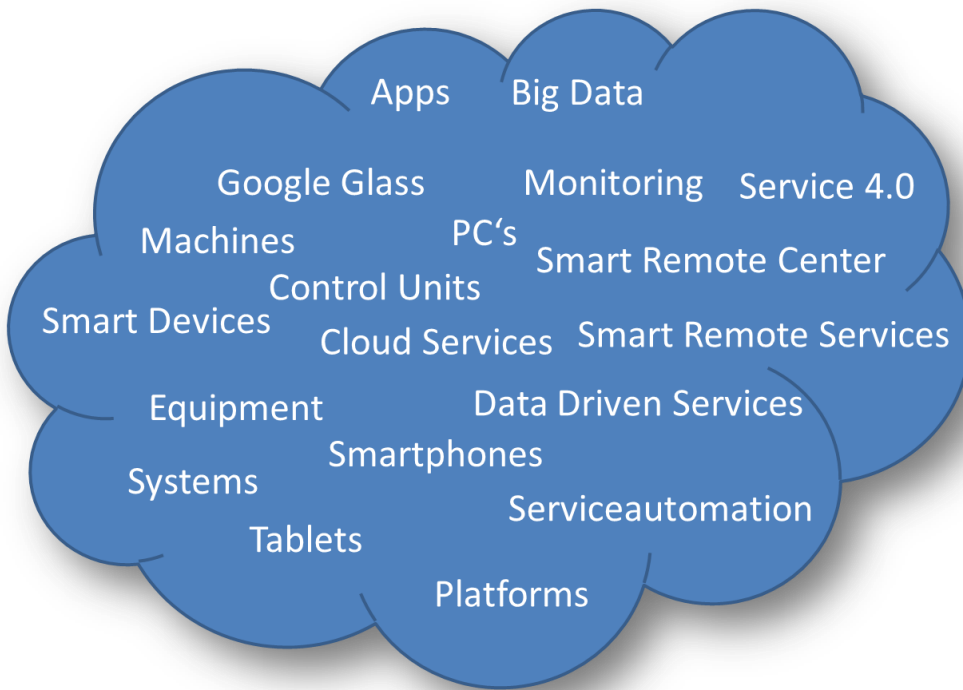 Apps
Big Data
Google Glass
Monitoring
Service 4.0
Machines
PC‘s
Smart Remote Center
Control Units
Smart Devices
Cloud Services
Smart Remote Services
Equipment
Data Driven Services
Smartphones
Systems
Serviceautomation
Tablets
Platforms